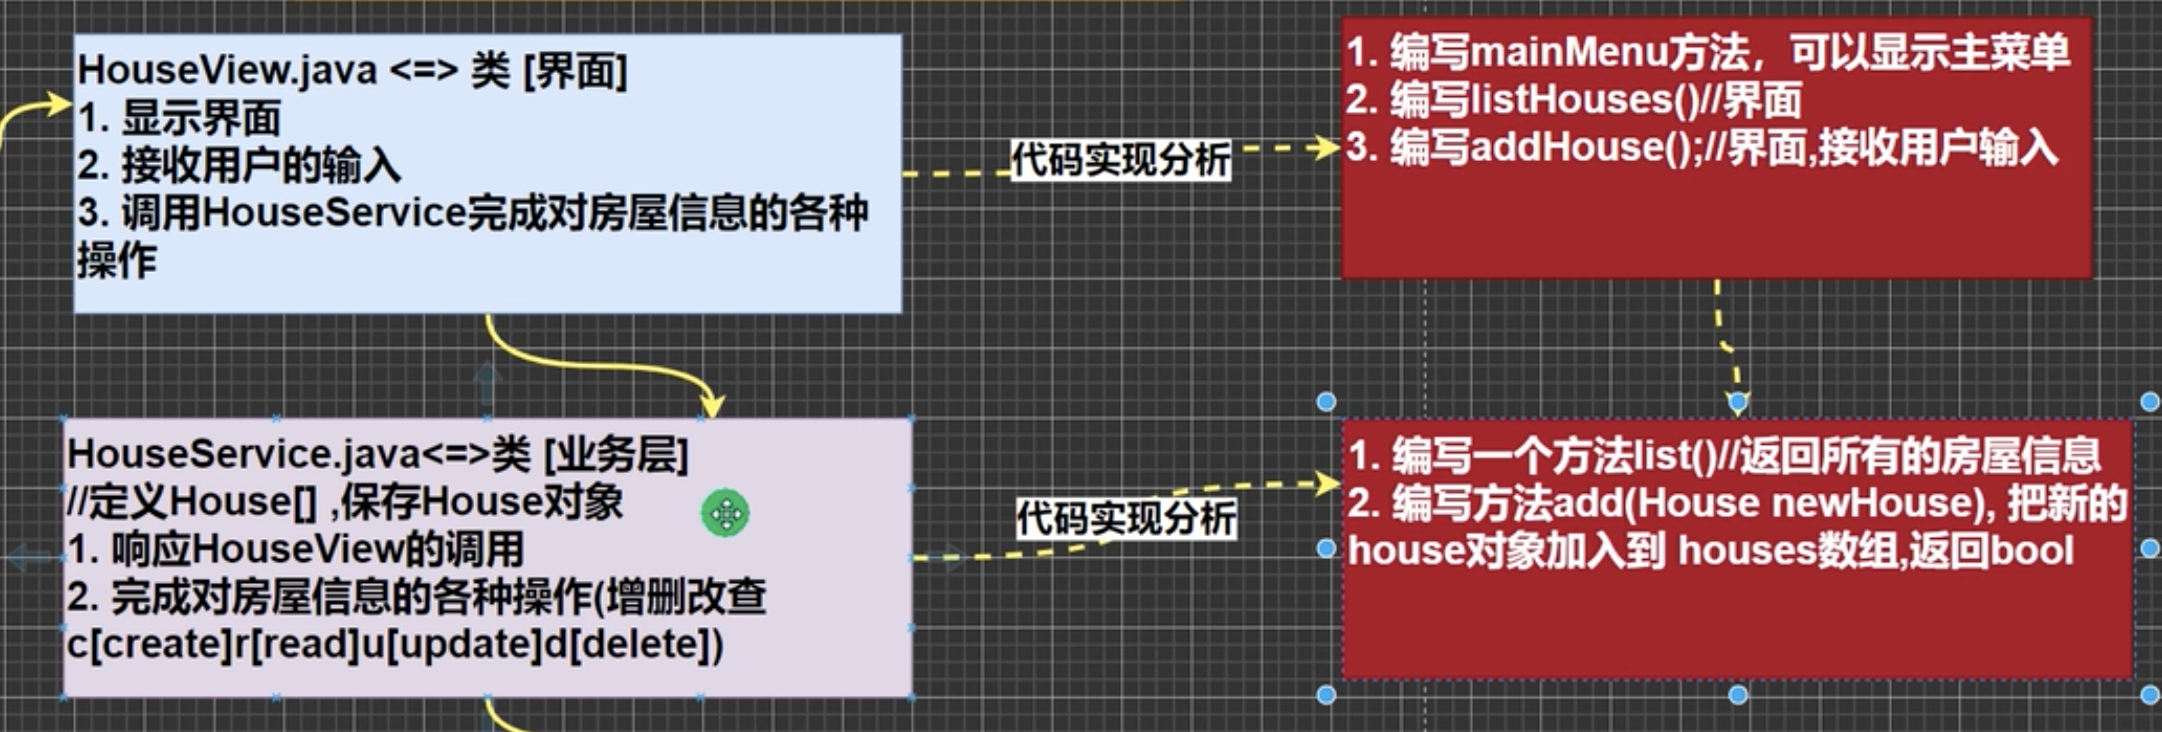 HouseView.java <=> 类 [界面]
1. 显示界面
2. 接收用户的输入
3. 调用HouseService完成对房屋信息的各种
操作
代码实现分析
1. 编写mainMenu方法，可以显示主菜单
2. 编写listHouses()//界面
3. 编写addHouse();//界面,接收用户输入
HouseService.java<=>类 [业务层]
//定义House[] ,保存House对象
1. 响应HouseView的调用
2. 完成对房屋信息的各种操作(增删改查
c[create]r[read]u[update]d[delete])
代码实现分析
1. 编写一个方法list()//返回所有的房屋信息
2. 编写方法add(House newHouse), 把新的
house对象加入到 houses数组,返回bool